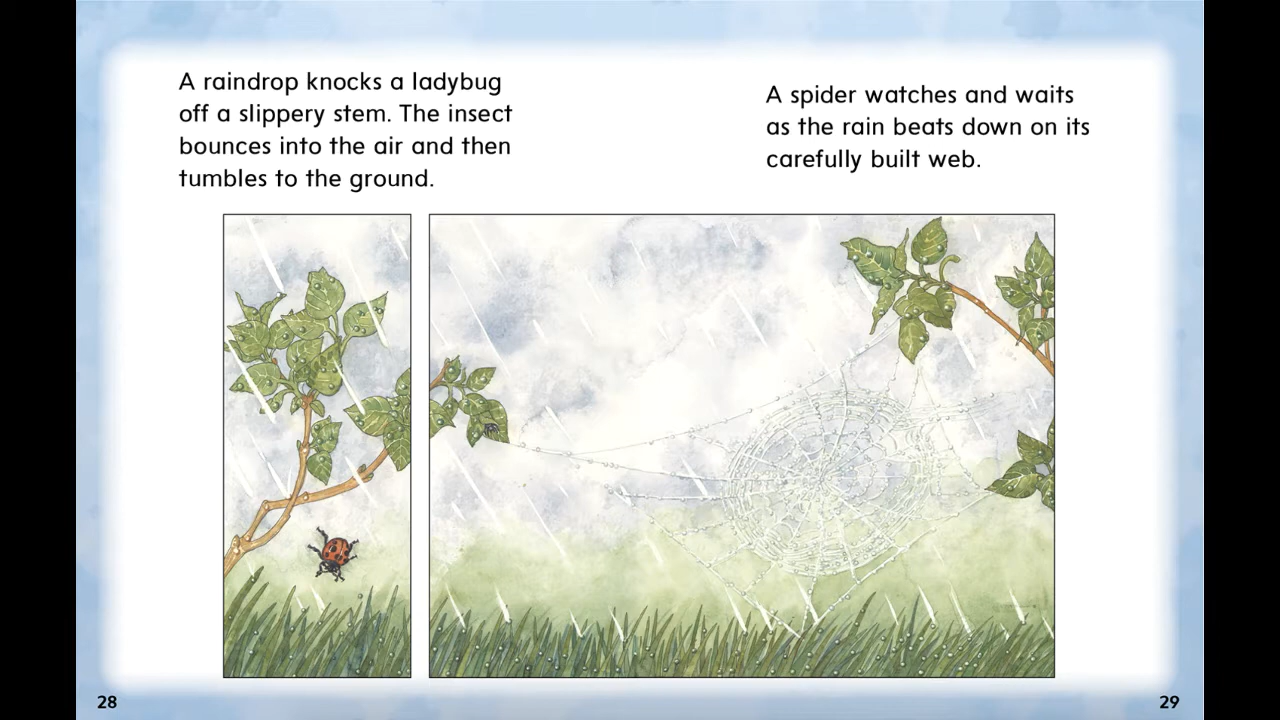 A raindrop knocks a ladybug
off a slippery stem. The insect
bounces into the air and then
tumbles to the ground.
A spider watches and waits
as the rain beats down on its
carefully built web.
28
29